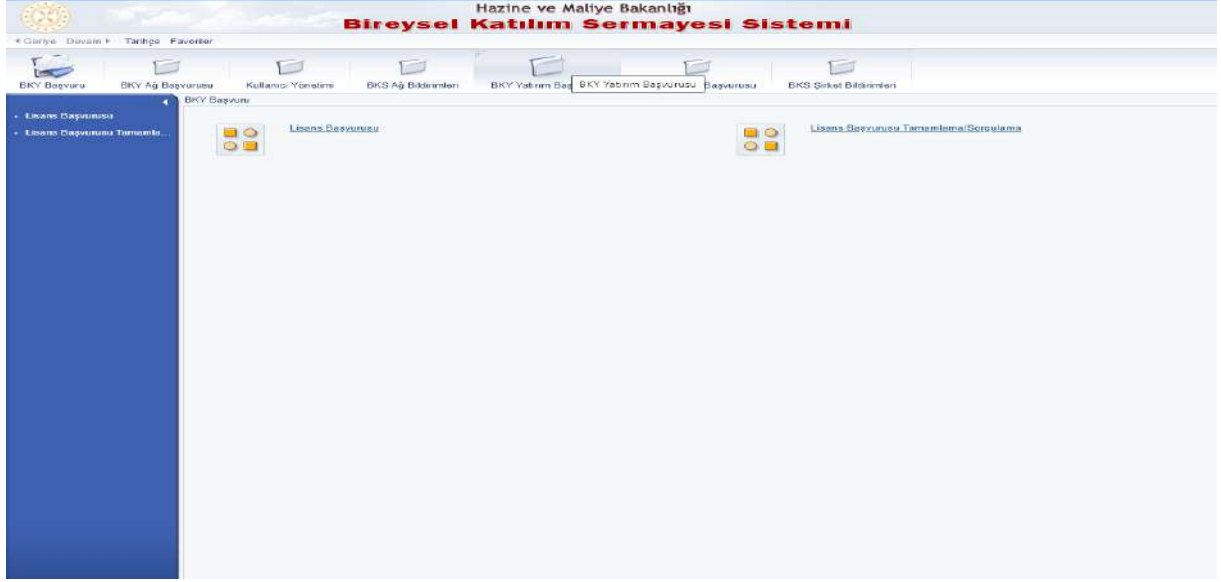 Hazine ve Maliye Bakanlığı
Bireysel Katılım Sermayesi Sistemi
Geriye Devam Tarihçe Favoriler
BKY Başvuru BKY Ağ Başvurusu Kullanıcı Yönetimi BKS Ağ Bildirimleri BKY Yatırım Baş BKY Yatırım Başvurusu Başvurusu BKS Şirket Bildirimleri
BKY Başvuru
Lisans Başvurusu
Lisans Başvurusu Tamamla...
Lisans Başvurusu
Lisans Başvurusu Tamamlama/Sorgulama